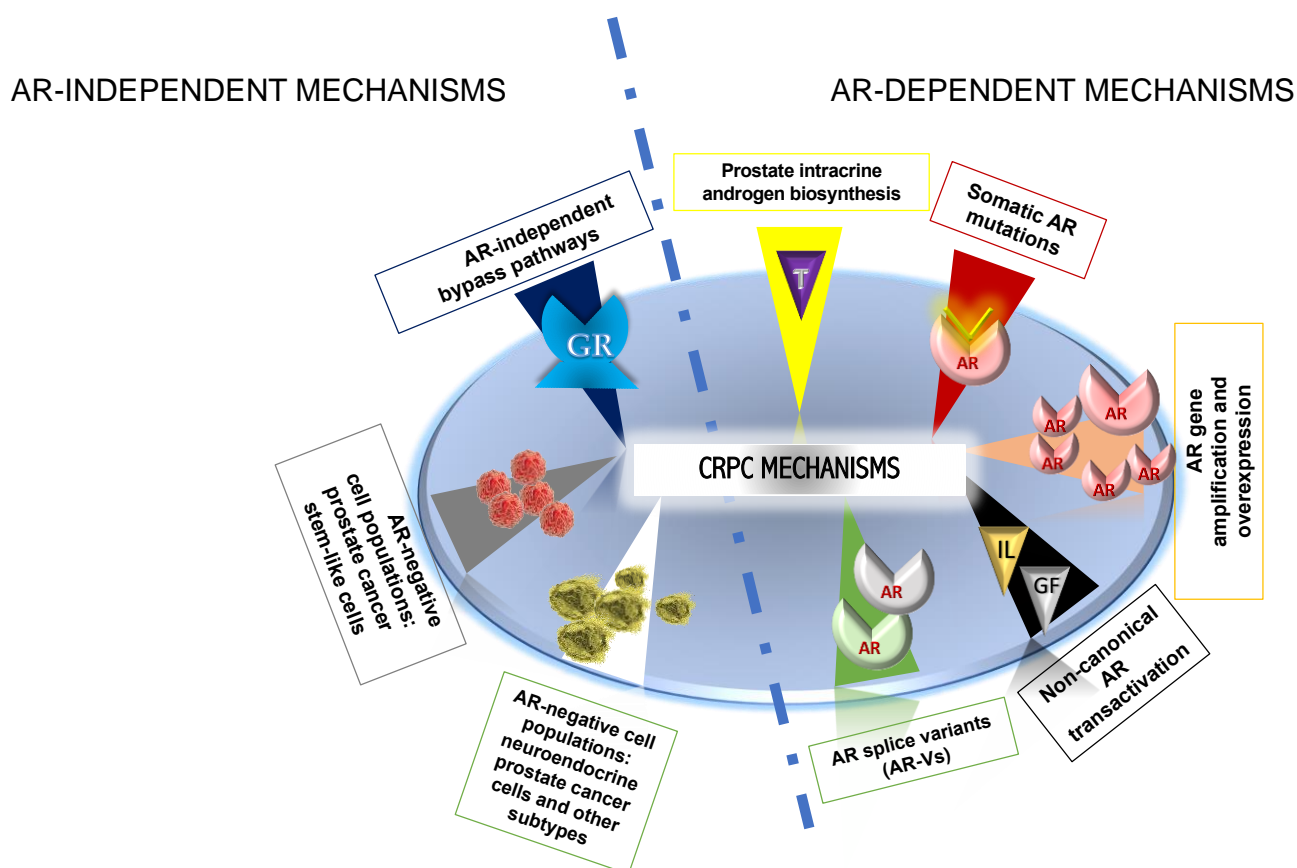 AR-INDEPENDENT MECHANISMS
AR-DEPENDENT MECHANISMS
Prostate intracrine
androgen biosynthesis
Somatic AR
mutations
AR-independent
bypass pathways
T
GR
AR
AR gene
amplification and
overexpression
AR
AR
AR
AR
AR
CRPC MECHANISMS
AR-negative
cell populations:
prostate cancer
stem-like cells
IL
GF
AR
AR
Non-canonical
AR
transactivation
AR-negative cell
populations:
neuroendocrine
prostate cancer
cells and other
subtypes
AR splice variants
(AR-Vs)